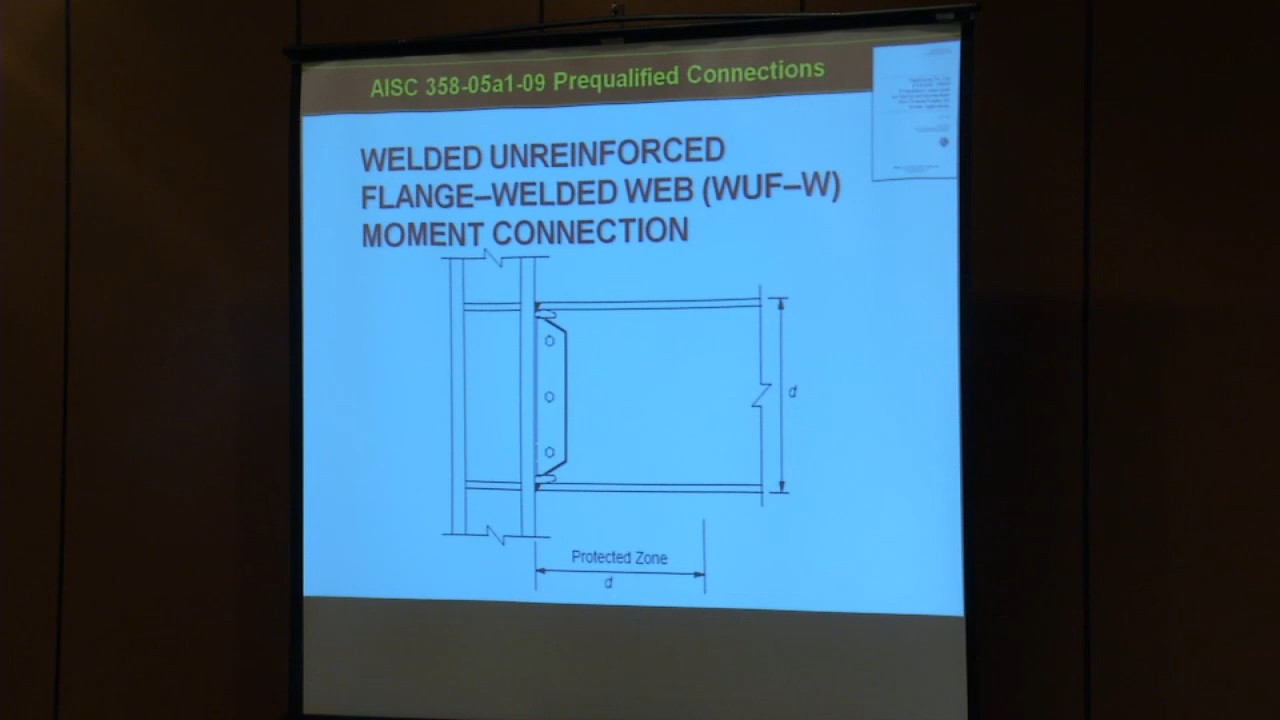 AISC 358-05a1-09 Prequalified Connections
WELDED UNREINFORCED
FLANGE–WELDED WEB (WUF–W)
MOMENT CONNECTION
d
Protected Zone
d